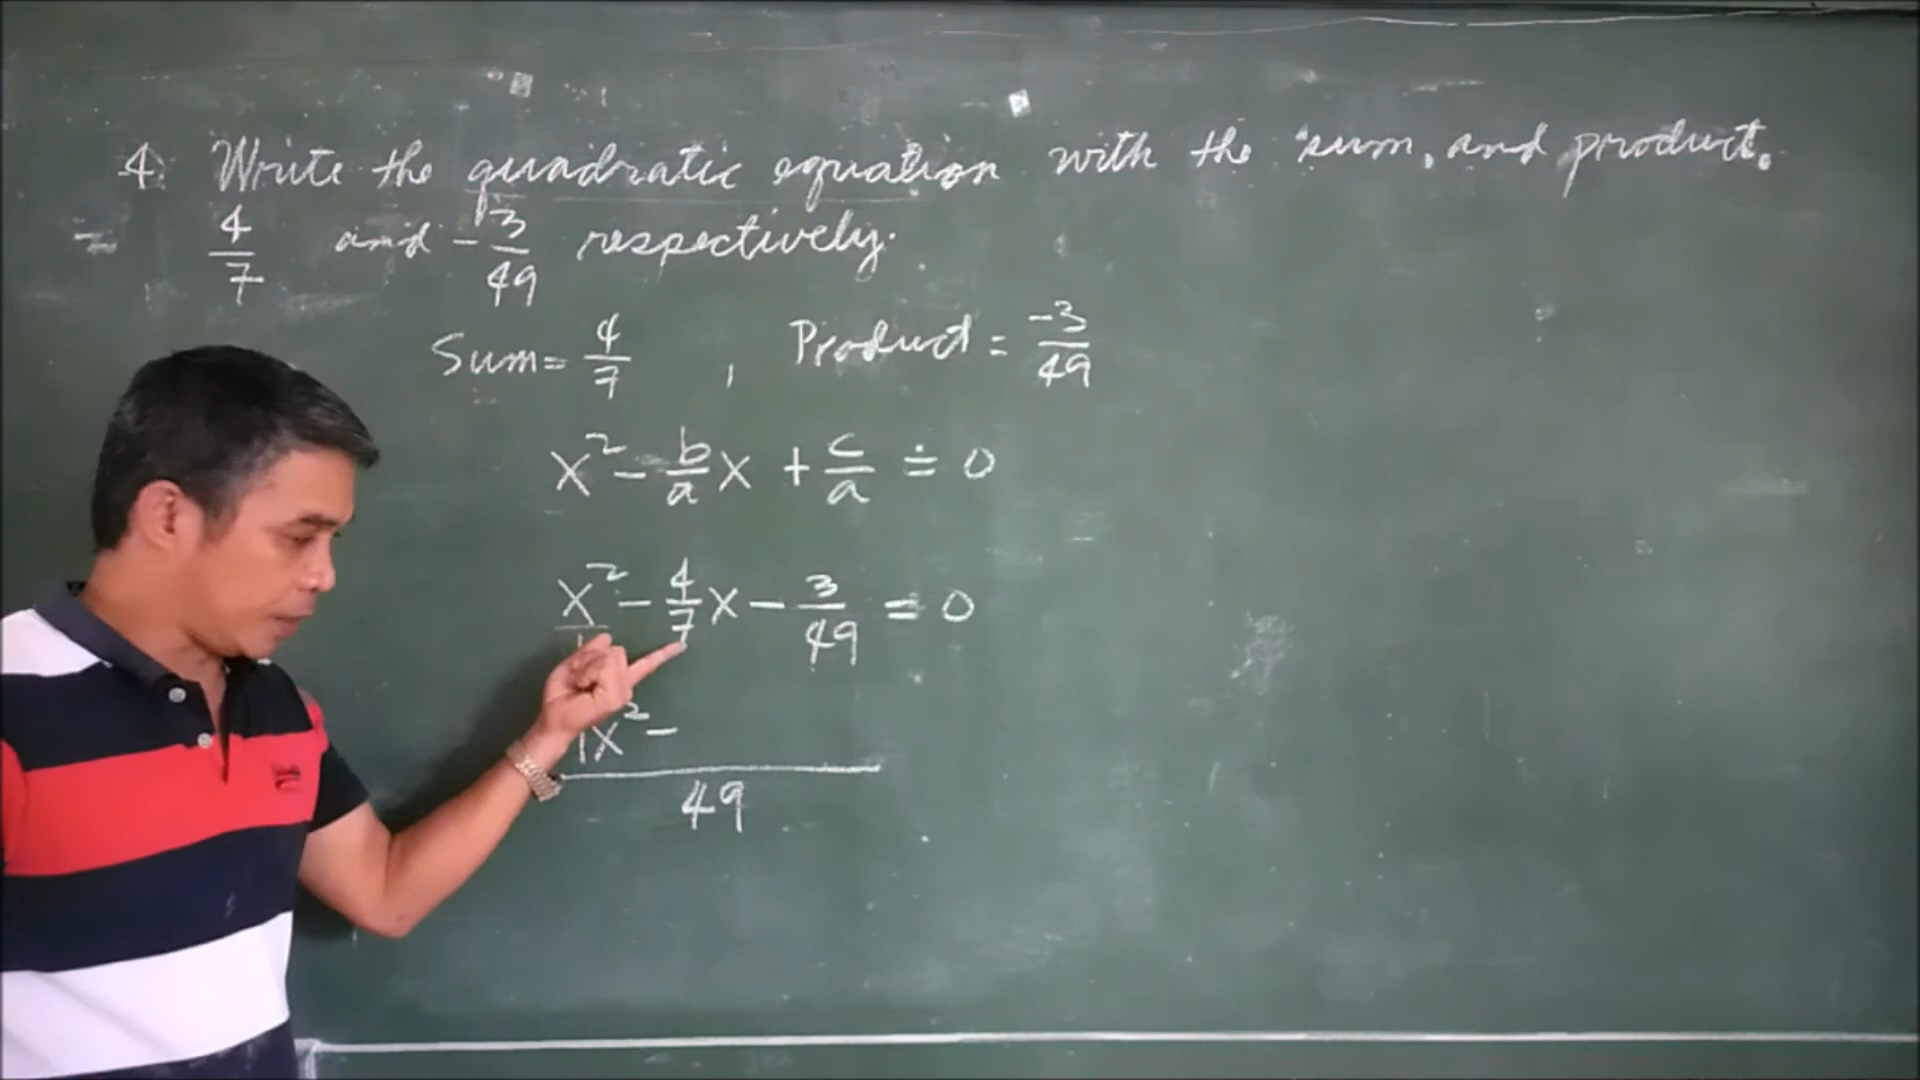 4. Write the quadratic equation with the sum, and product.
4/7 and -3/49 respectively.
Sum = 4/7 , Product = -3/49
x² - b/a x + c/a = 0
x² - 4/7 x - 3/49 = 0
1x² -
49